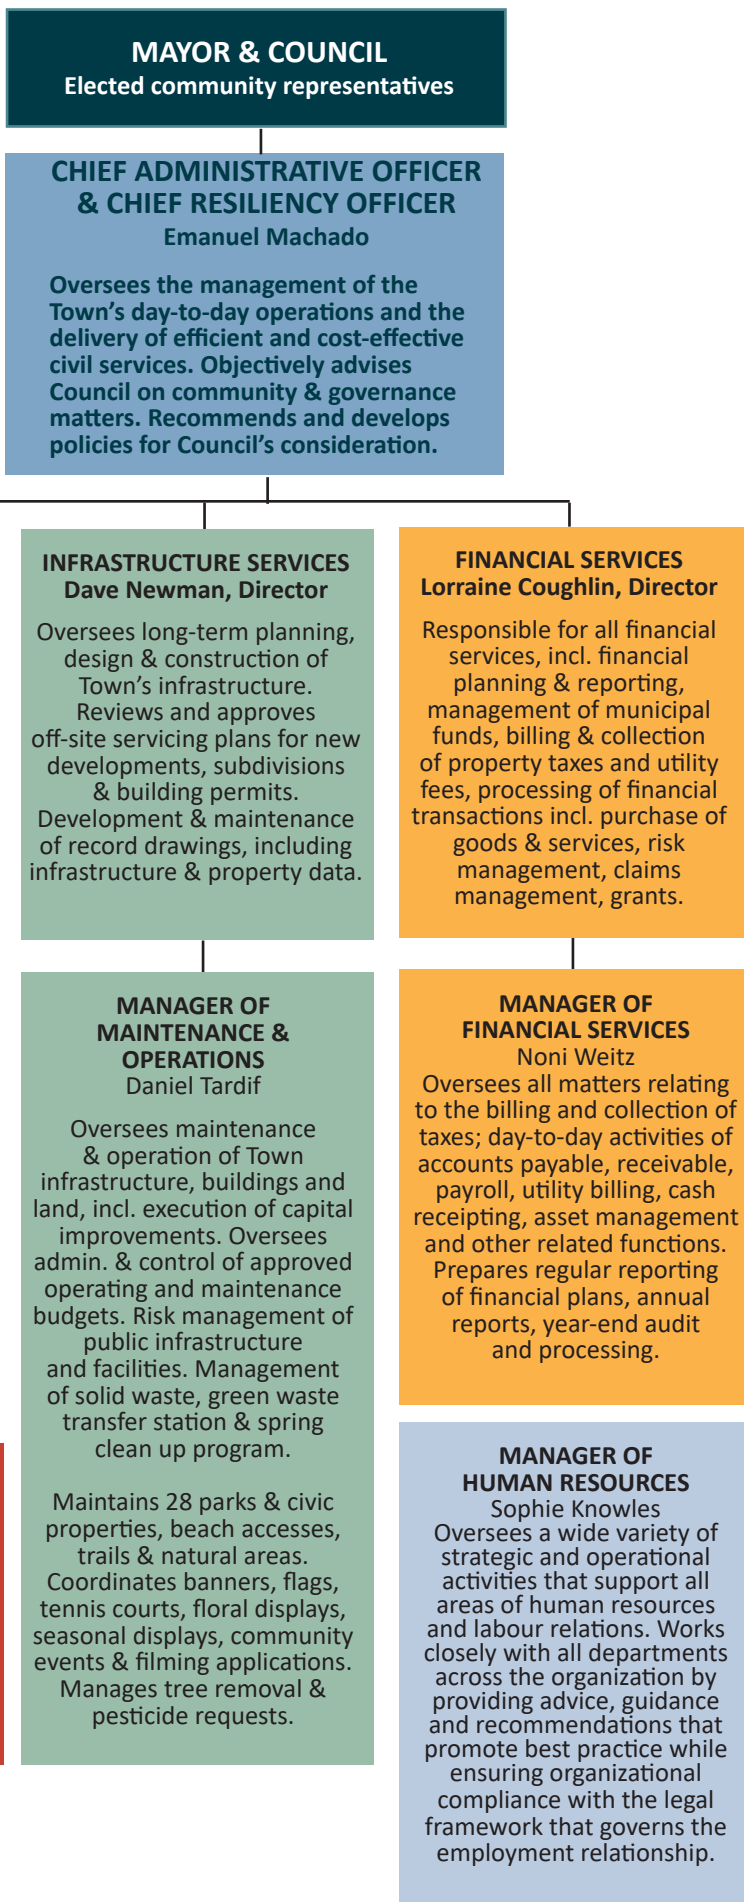 MAYOR & COUNCIL
Elected community representatives
CHIEF ADMINISTRATIVE OFFICER
& CHIEF RESILIENCY OFFICER
Emanuel Machado
Oversees the management of the
Town's day-to-day operations and the
delivery of efficient and cost-effective
civil services. Objectively advises
Council on community & governance
matters. Recommends and develops
policies for Council's consideration.
INFRASTRUCTURE SERVICES
Dave Newman, Director
Oversees long-term planning,
design & construction of
Town's infrastructure.
Reviews and approves
off-site servicing plans for new
developments, subdivisions
& building permits.
Development & maintenance
of record drawings, including
infrastructure & property data.
FINANCIAL SERVICES
Lorraine Coughlin, Director
Responsible for all financial
services, incl. financial
planning & reporting,
management of municipal
funds, billing & collection
of property taxes and utility
fees, processing of financial
transactions incl. purchase of
goods & services, risk
management, claims
management, grants.
MANAGER OF
MAINTENANCE &
OPERATIONS
Daniel Tardif
Oversees maintenance
& operation of Town
infrastructure, buildings and
land, incl. execution of capital
improvements. Oversees
admin. & control of approved
operating and maintenance
budgets. Risk management of
public infrastructure
and facilities. Management
of solid waste, green waste
transfer station & spring
clean up program.
Maintains 28 parks & civic
properties, beach accesses,
trails & natural areas.
Coordinates banners, flags,
tennis courts, floral displays,
seasonal displays, community
events & filming applications.
Manages tree removal &
pesticide requests.
MANAGER OF
FINANCIAL SERVICES
Noni Weitz
Oversees all matters relating
to the billing and collection of
taxes; day-to-day activities of
accounts payable, receivable,
payroll, utility billing, cash
receipting, asset management
and other related functions.
Prepares regular reporting
of financial plans, annual
reports, year-end audit
and processing.
MANAGER OF
HUMAN RESOURCES
Sophie Knowles
Oversees a wide variety of
strategic and operational
activities that support all
areas of human resources
and labour relations. Works
closely with all departments
across the organization by
providing advice, guidance
and recommendations that
promote best practice while
ensuring organizational
compliance with the legal
framework that governs the
employment relationship.